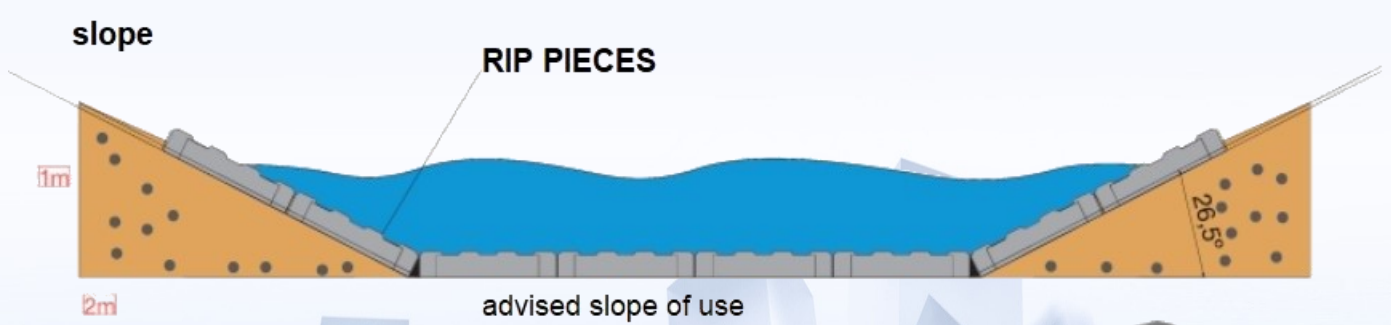 slope
RIP PIECES
1m
26,5°
2m
advised slope of use